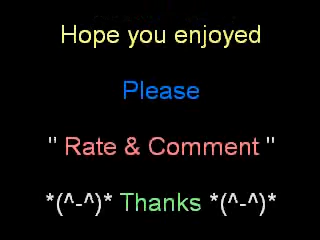 Hope you enjoyed
Please
" Rate & Comment "
*(^-^)* Thanks *(^-^)*